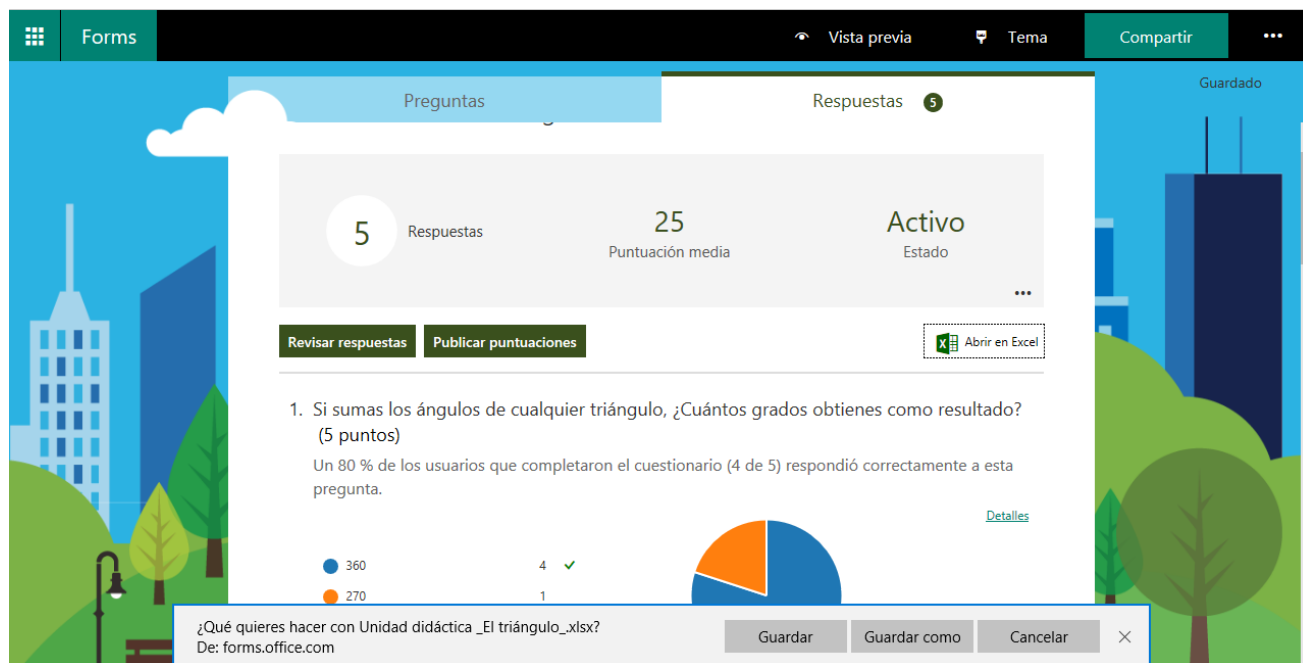 Forms
Vista previa
Tema
Compartir
Guardado
Preguntas
Respuestas 5
5
Respuestas
25
Puntuación media
Activo
Estado
Revisar respuestas
Publicar puntuaciones
Abrir en Excel
1. Si sumas los ángulos de cualquier triángulo, ¿Cuántos grados obtienes como resultado?
(5 puntos)
Un 80 % de los usuarios que completaron el cuestionario (4 de 5) respondió correctamente a esta
pregunta.
Detalles
360 4
270 1
¿Qué quieres hacer con Unidad didáctica _El triángulo_.xlsx?
De: forms.office.com
Guardar
Guardar como
Cancelar